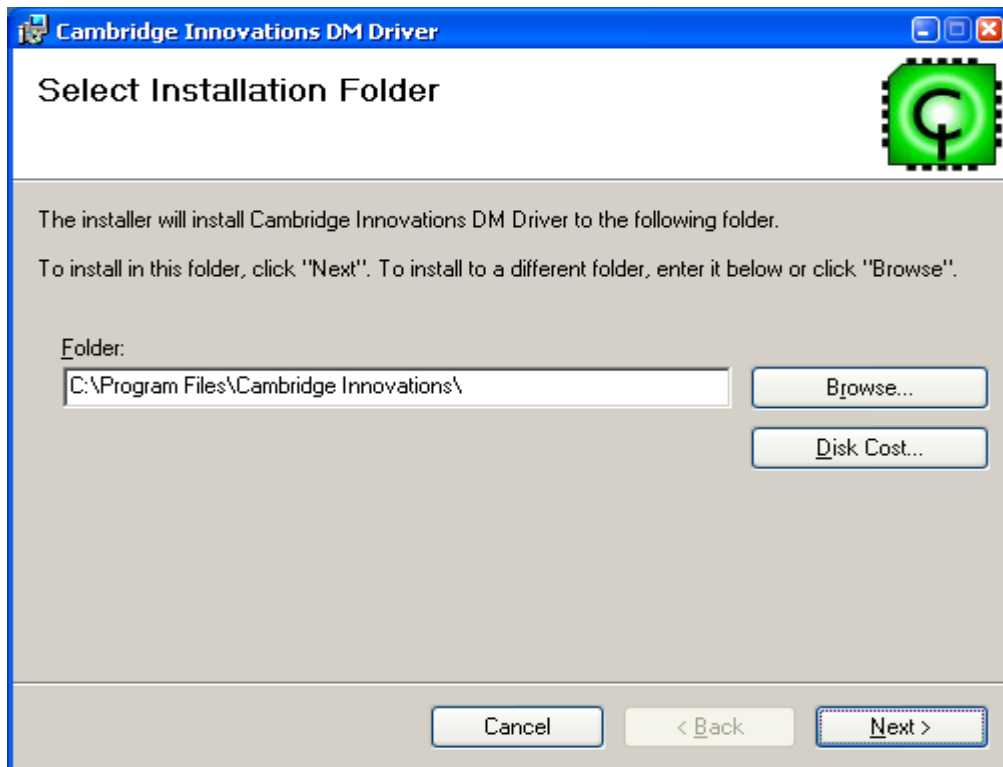 Cambridge Innovations DM Driver
Select Installation Folder
The installer will install Cambridge Innovations DM Driver to the following folder.
To install in this folder, click "Next". To install to a different folder, enter it below or click "Browse".
Folder:
C:\Program Files\Cambridge Innovations\
Browse...
Disk Cost...
Cancel
< Back
Next >